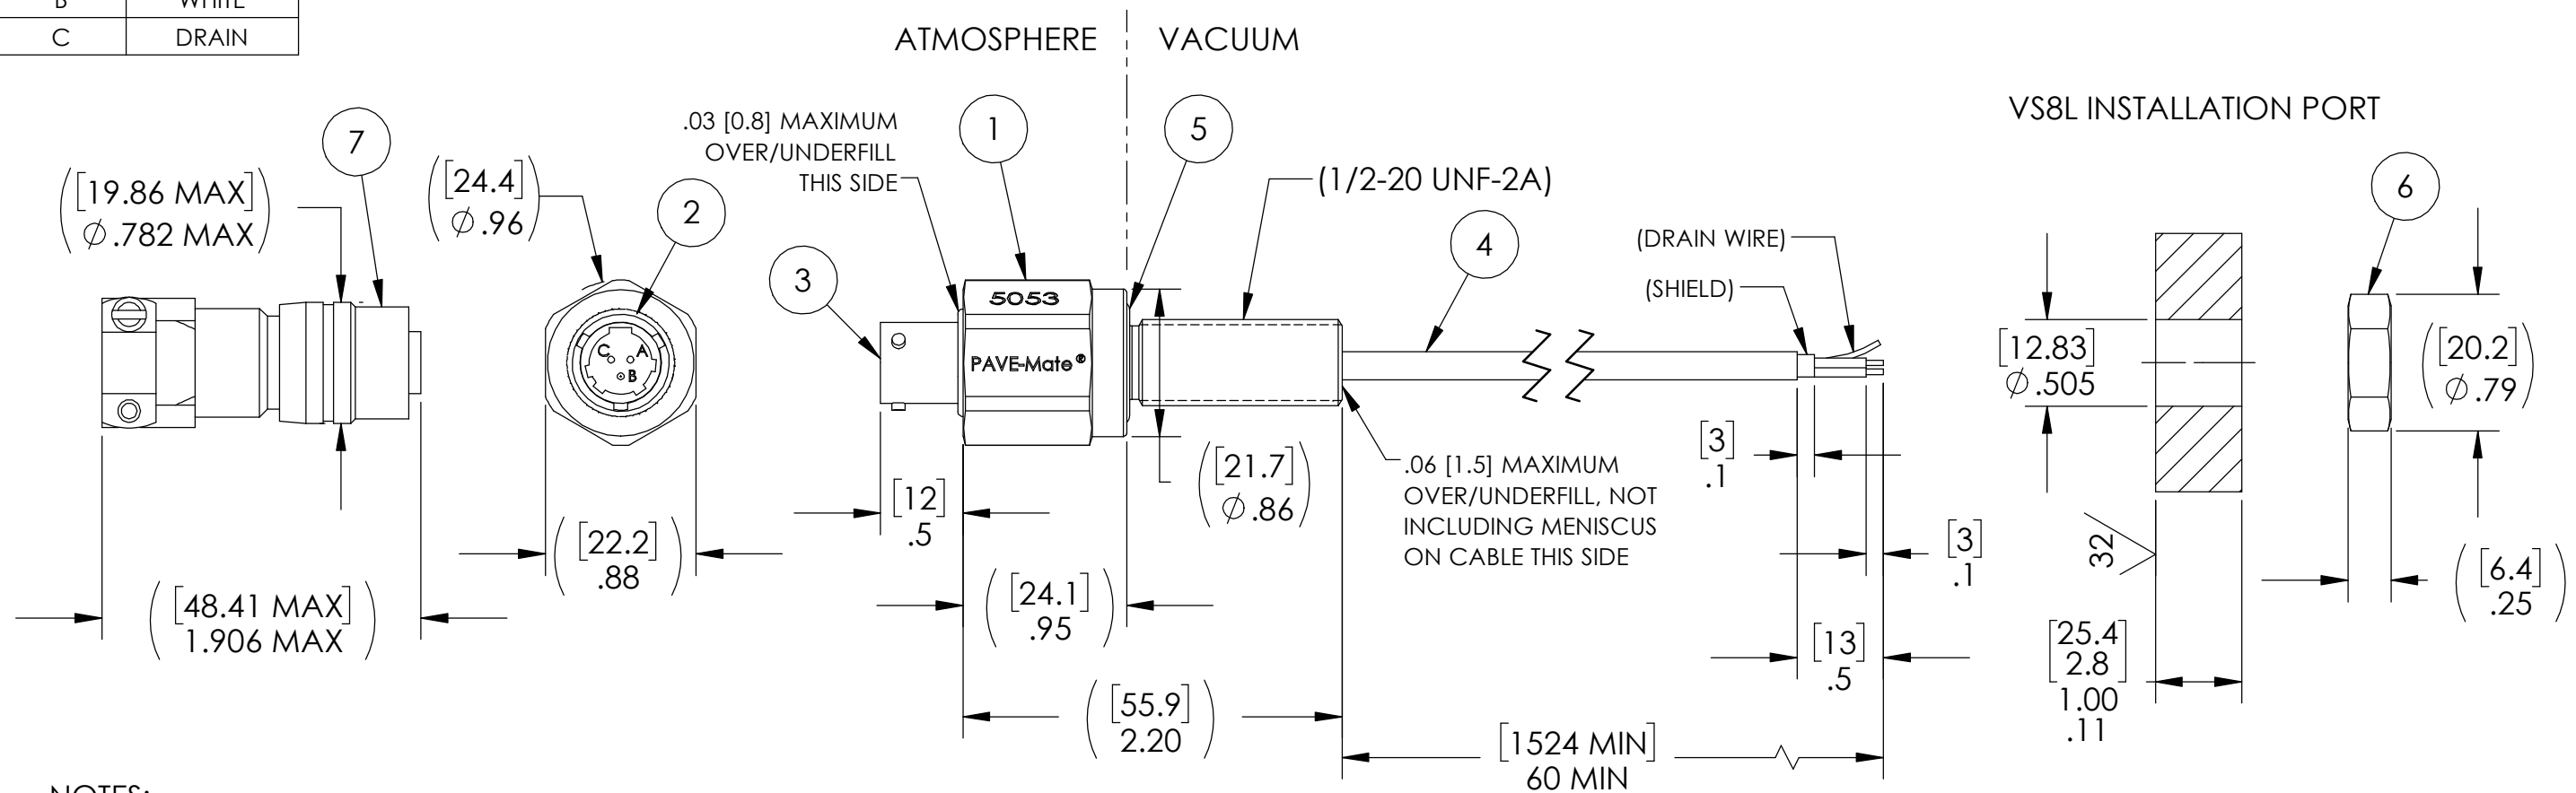 B WHITE
C DRAIN
ATMOSPHERE VACUUM
VS8L INSTALLATION PORT
7
([19.86 MAX]
⌀ .782 MAX)
([24.4]
⌀ .96)
2
.03 [0.8] MAXIMUM
OVER/UNDERFILL
THIS SIDE
1
5
3
(1/2-20 UNF-2A)
4
(DRAIN WIRE)
(SHIELD)
6
5053
PAVE-Mate®
C A
B
[12.83]
⌀ .505
([20.2]
⌀ .79)
[12]
.5
([21.7]
⌀ .86)
.06 [1.5] MAXIMUM
OVER/UNDERFILL, NOT
INCLUDING MENISCUS
ON CABLE THIS SIDE
[3]
.1
[3]
.1
32
([22.2]
.88)
([48.41 MAX]
1.906 MAX)
([24.1]
.95)
([6.4]
.25)
[13]
.5
[25.4
2.8]
1.00
.11
([55.9]
2.20)
[1524 MIN]
60 MIN
NOTES: